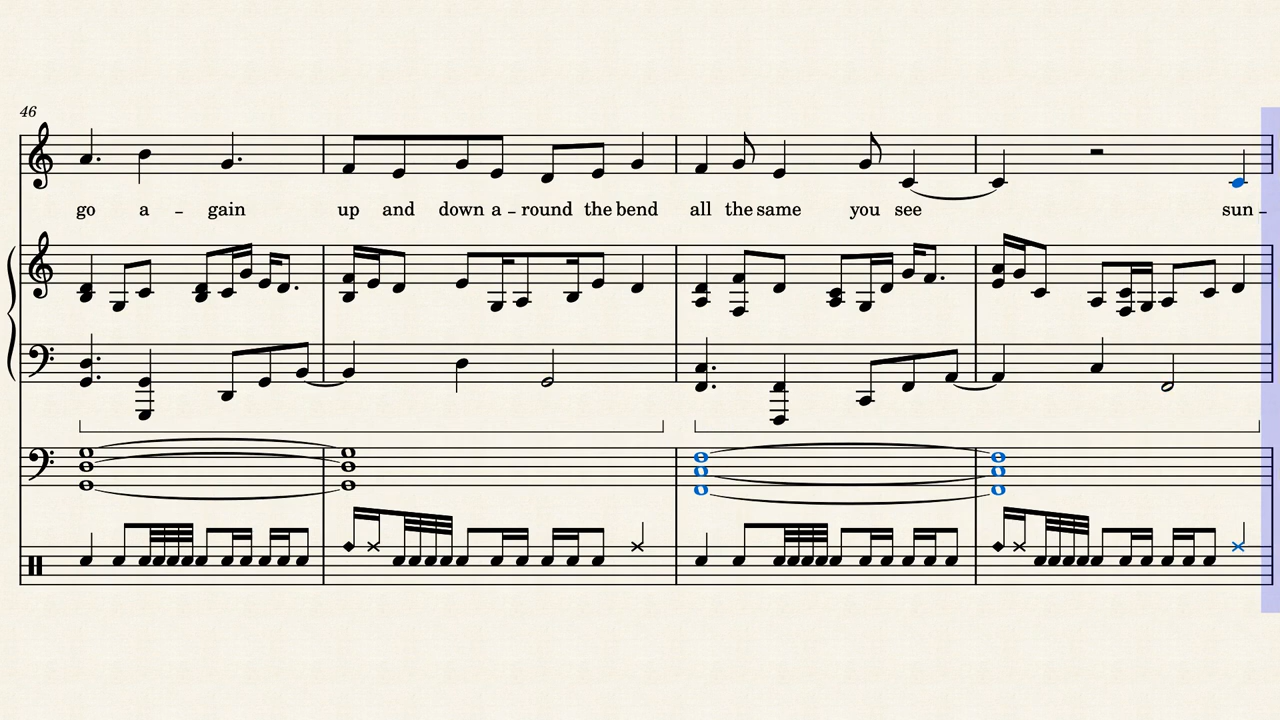 46
go a - gain up and down a - round the bend all the same you see sun -